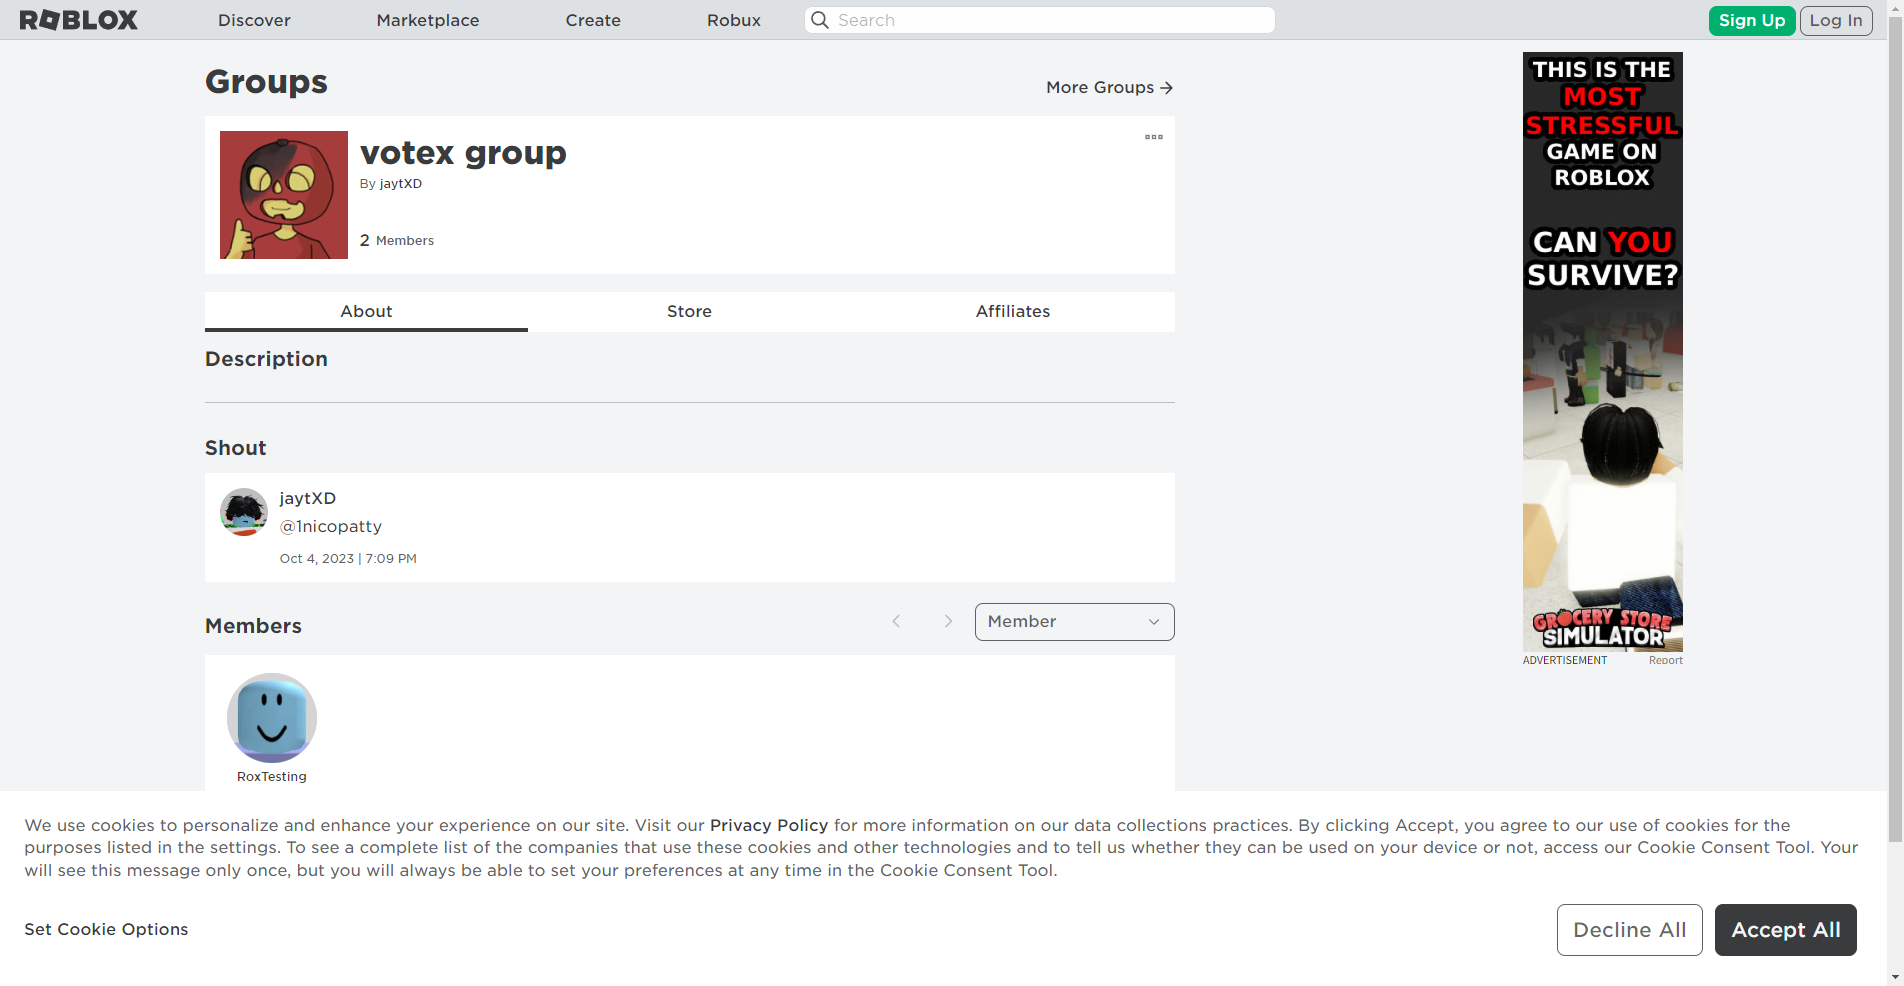 ROBLOX
Discover
Marketplace
Create
Robux
Search
Sign Up
Log In
Groups
More Groups
votex group
By jaytXD
2 Members
About
Store
Affiliates
Description
Shout
jaytXD
@1nicopatty
Oct 4, 2023 | 7:09 PM
Members
Member
RoxTesting
THIS IS THE
MOST
STRESSFUL
GAME ON
ROBLOX
CAN YOU
SURVIVE?
GROCERY STORE
SIMULATOR
ADVERTISEMENT
Report
We use cookies to personalize and enhance your experience on our site. Visit our Privacy Policy for more information on our data collections practices. By clicking Accept, you agree to our use of cookies for the
purposes listed in the settings. To see a complete list of the companies that use these cookies and other technologies and to tell us whether they can be used on your device or not, access our Cookie Consent Tool. Your
will see this message only once, but you will always be able to set your preferences at any time in the Cookie Consent Tool.
Set Cookie Options
Decline All
Accept All